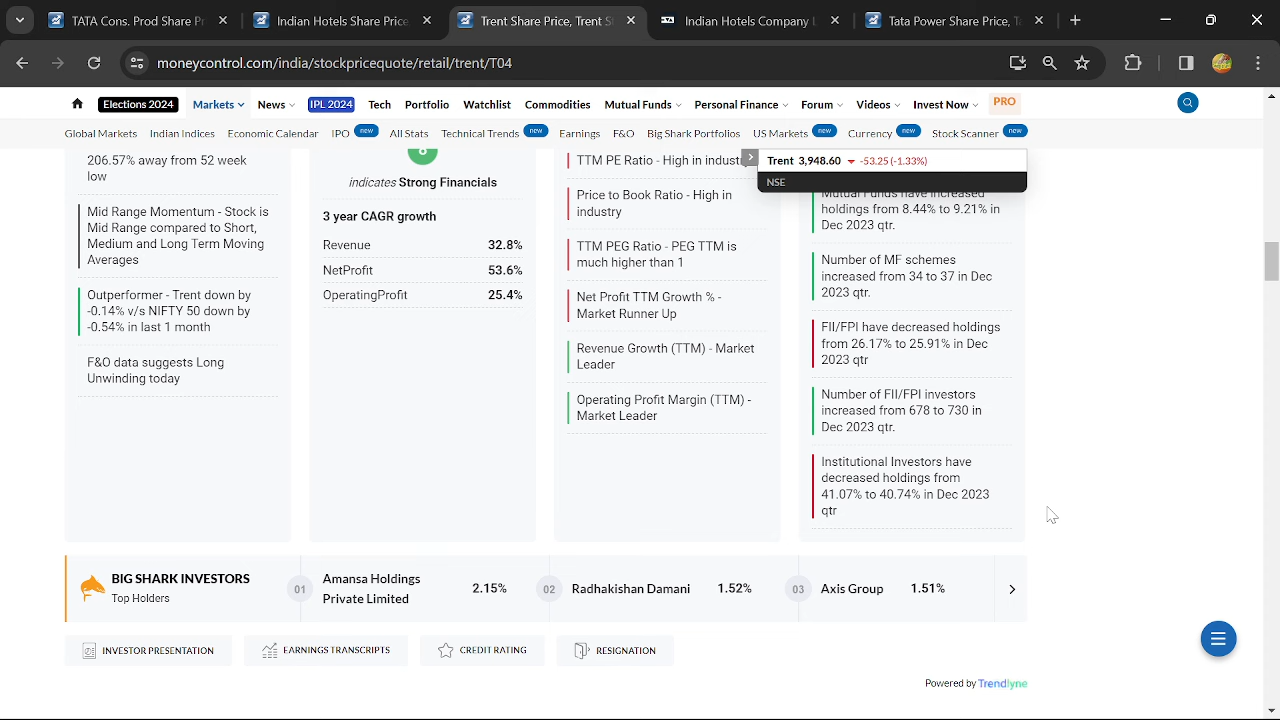 TATA Cons. Prod
Indian Hotels Share Price
Trent Share Price, Trent S
Indian Hotels Company L
Tata Power Share Price, T
moneycontrol.com/india/stockpricequote/retail/trent/T04
Elections 2024 Markets News IPL 2024 Tech Portfolio Watchlist Commodities Mutual Funds Personal Finance Forum Videos Invest Now PRO
Global Markets Indian Indices Economic Calendar IPO new All Stats Technical Trends new Earnings F&O Big Shark Portfolios US Markets new Currency new Stock Scanner new
Trent 3,948.60 -53.25 (-1.33%)
NSE
206.57% away from 52 week
low
Mid Range Momentum - Stock is
Mid Range compared to Short,
Medium and Long Term Moving
Averages
Outperformer - Trent down by
-0.14% v/s NIFTY 50 down by
-0.54% in last 1 month
F&O data suggests Long
Unwinding today
indicates Strong Financials
3 year CAGR growth
Revenue 32.8%
NetProfit 53.6%
OperatingProfit 25.4%
TTM PE Ratio - High in industry
Price to Book Ratio - High in
industry
TTM PEG Ratio - PEG TTM is
much higher than 1
Net Profit TTM Growth % -
Market Runner Up
Revenue Growth (TTM) - Market
Leader
Operating Profit Margin (TTM) -
Market Leader
Mutual Funds have increased
holdings from 8.44% to 9.21% in
Dec 2023 qtr.
Number of MF schemes
increased from 34 to 37 in Dec
2023 qtr.
FII/FPI have decreased holdings
from 26.17% to 25.91% in Dec
2023 qtr
Number of FII/FPI investors
increased from 678 to 730 in
Dec 2023 qtr.
Institutional Investors have
decreased holdings from
41.07% to 40.74% in Dec 2023
qtr
BIG SHARK INVESTORS
Top Holders
01 Amansa Holdings
Private Limited 2.15%
02 Radhakishan Damani 1.52%
03 Axis Group 1.51%
INVESTOR PRESENTATION EARNINGS TRANSCRIPTS CREDIT RATING RESIGNATION
Powered by Trendlyne